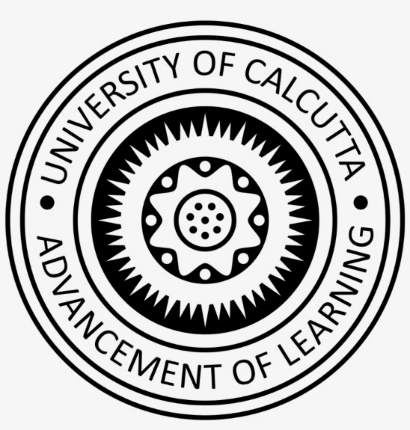 UNIVERSITY OF CALCUTTA
ADVANCEMENT OF LEARNING